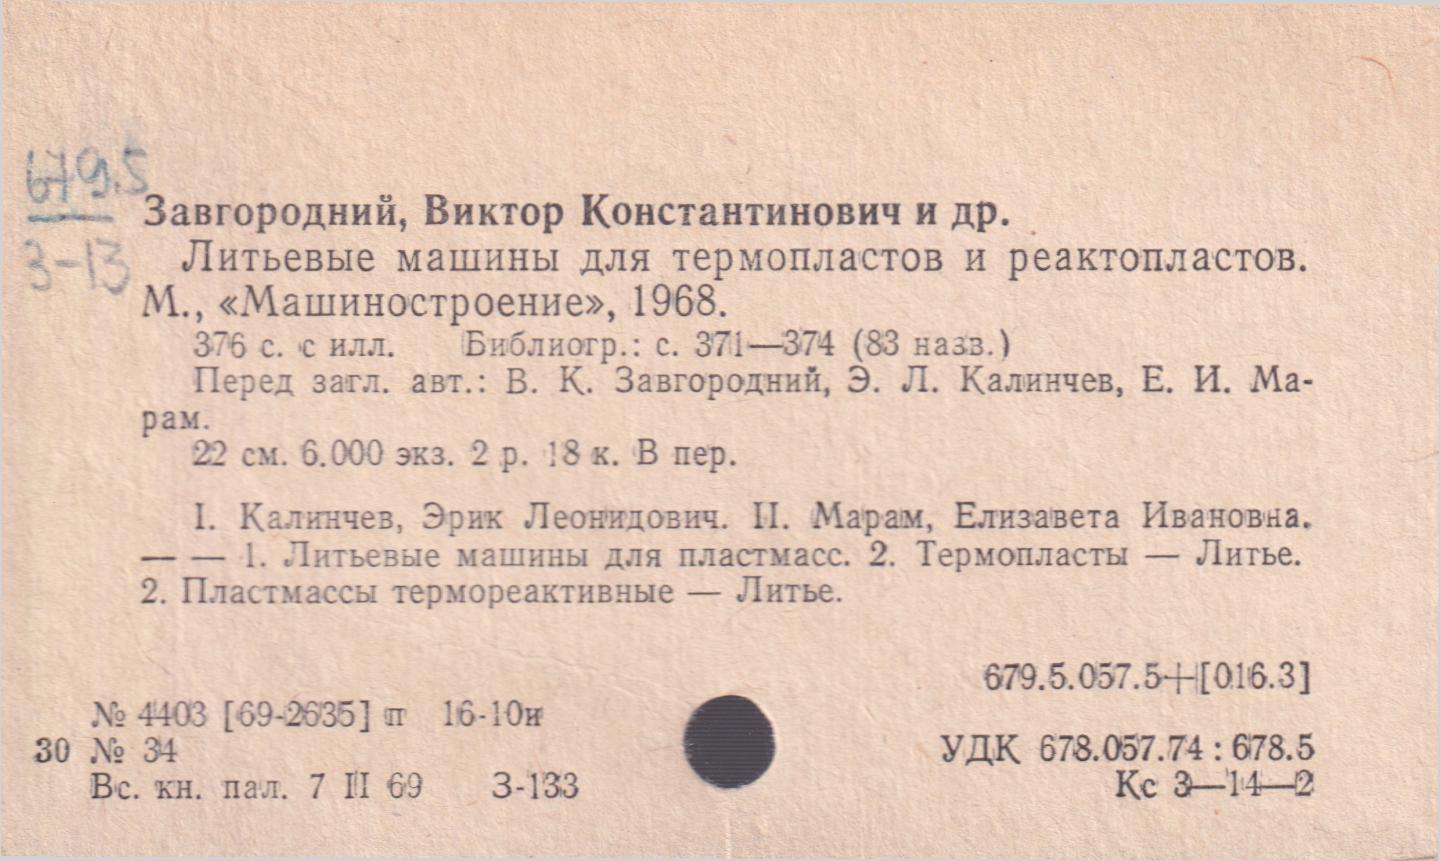 679.5
З-13
Завгородний, Виктор Константинович и др.
Литьевые машины для термопластов и реактопластов.
М., «Машиностроение», 1968.
376 с. с илл. Библиогр.: с. 371—374 (83 назв.)
Перед загл. авт.: В. К. Завгородний, Э. Л. Калинчев, Е. И. Ма-
рам.
22 см. 6.000 экз. 2 р. 18 к. В пер.
I. Калинчев, Эрик Леонидович. II. Марам, Елизавета Ивановна.
— — 1. Литьевые машины для пластмасс. 2. Термопласты — Литье.
2. Пластмассы термореактивные — Литье.
679.5.057.5+[016.3]
№ 4403 [69-2635] п 16-10и
30 № 34
УДК 678.057.74 : 678.5
Вс. кн. пал. 7 II 69 З-133
Кс 3—14—2